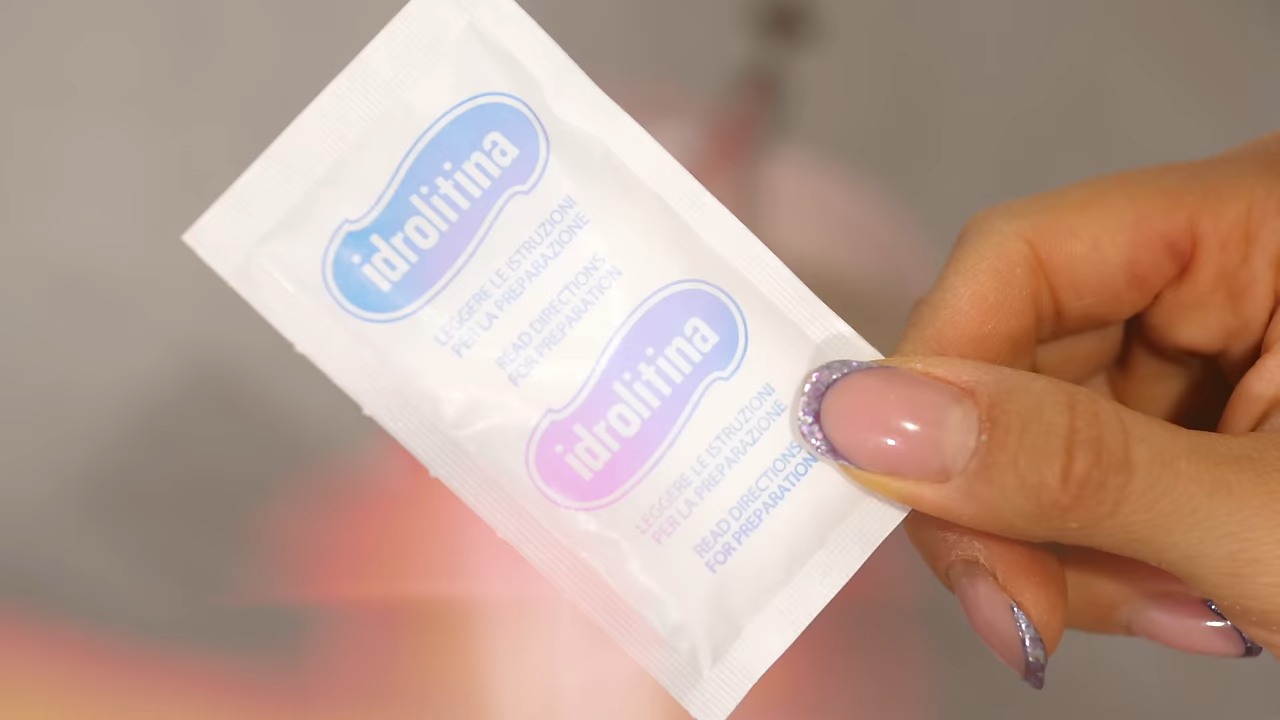 idrolitina
LEGGERE LE ISTRUZIONI
PER LA PREPARAZIONE
READ DIRECTIONS
FOR PREPARATION
idrolitina
LEGGERE LE ISTRUZIONI
PER LA PREPARAZIONE
READ DIRECTIONS
FOR PREPARATION